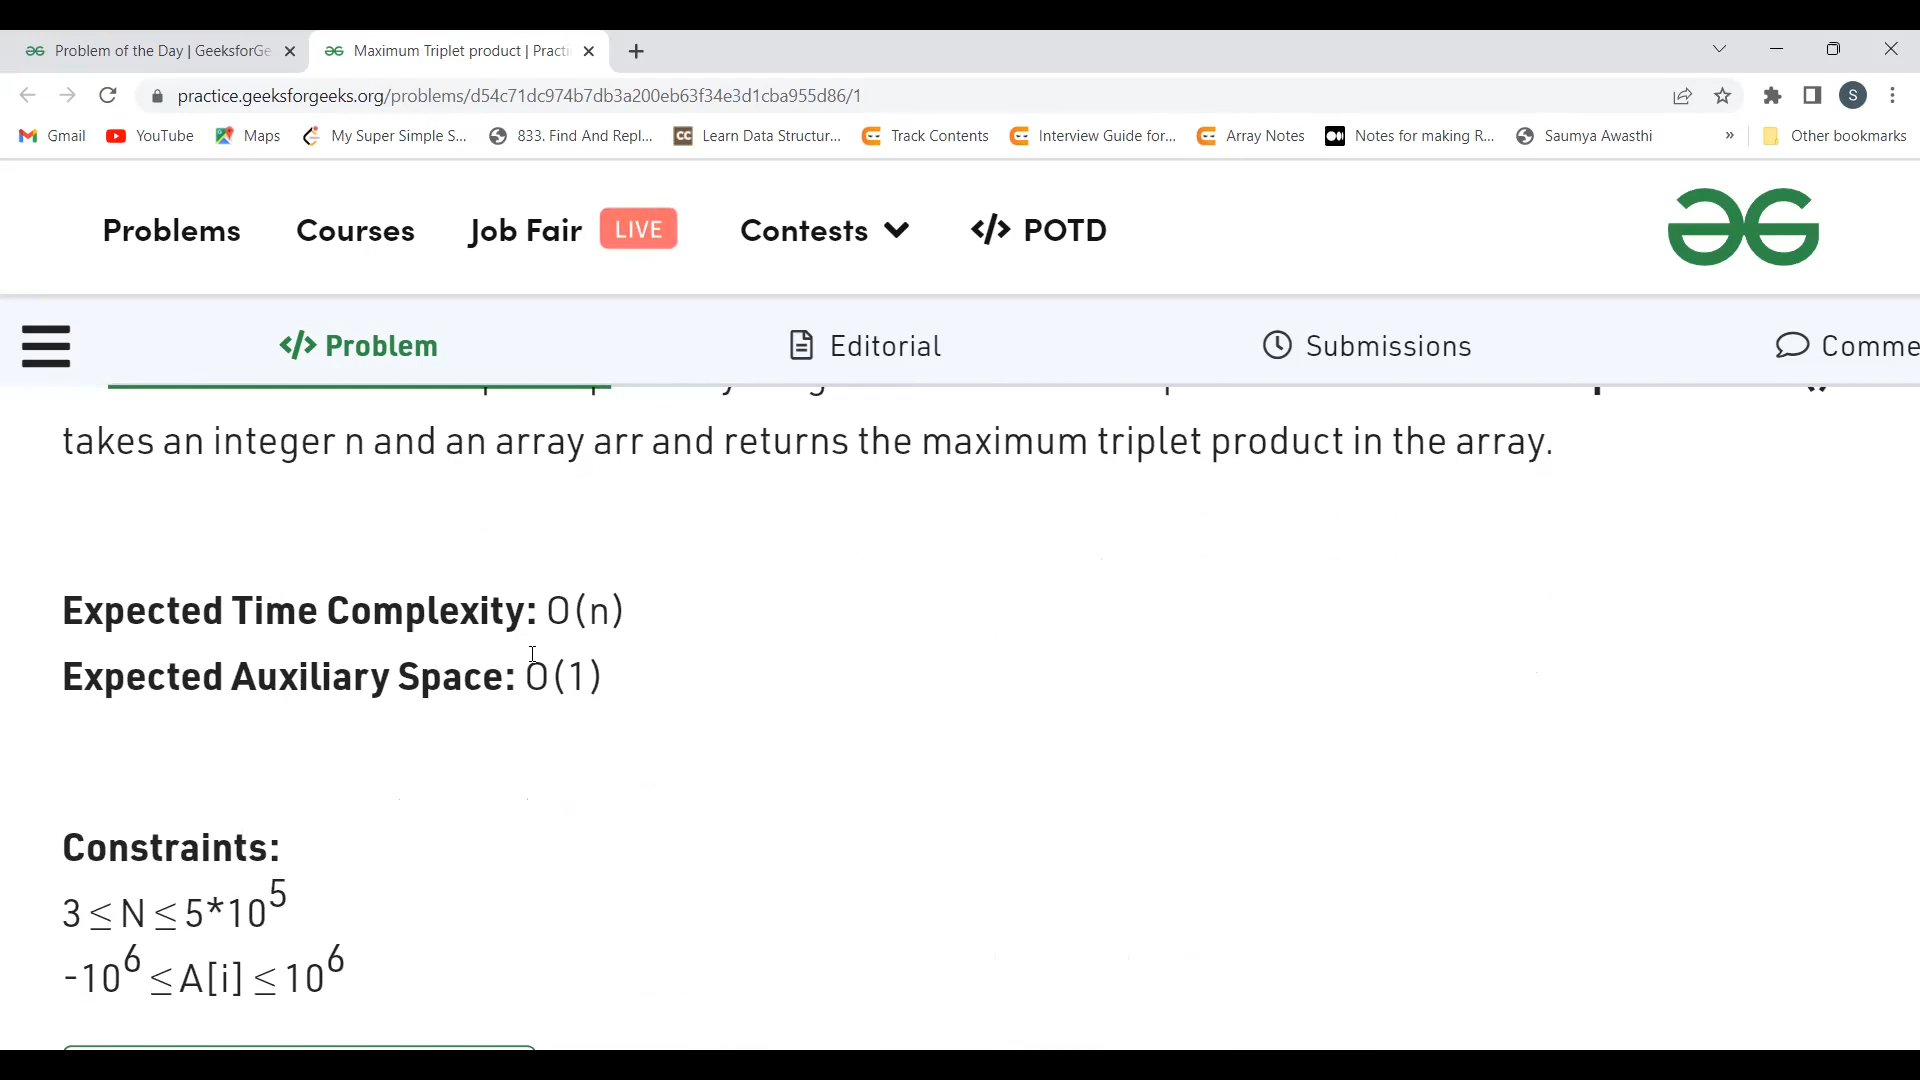 Problem of the Day | GeeksforGe
Maximum Triplet product | Practi
practice.geeksforgeeks.org/problems/d54c71dc974b7db3a200eb63f34e3d1cba955d86/1
S
Gmail YouTube Maps My Super Simple S... 833. Find And Repl... Learn Data Structur... Track Contents Interview Guide for... Array Notes Notes for making R... Saumya Awasthi » Other bookmarks
Problems Courses Job Fair LIVE Contests </> POTD
</> Problem Editorial Submissions Comme
takes an integer n and an array arr and returns the maximum triplet product in the array.
Expected Time Complexity: O(n)
Expected Auxiliary Space: O(1)
Constraints:
3 ≤ N ≤ 5*10^5
-10^6 ≤ A[i] ≤ 10^6